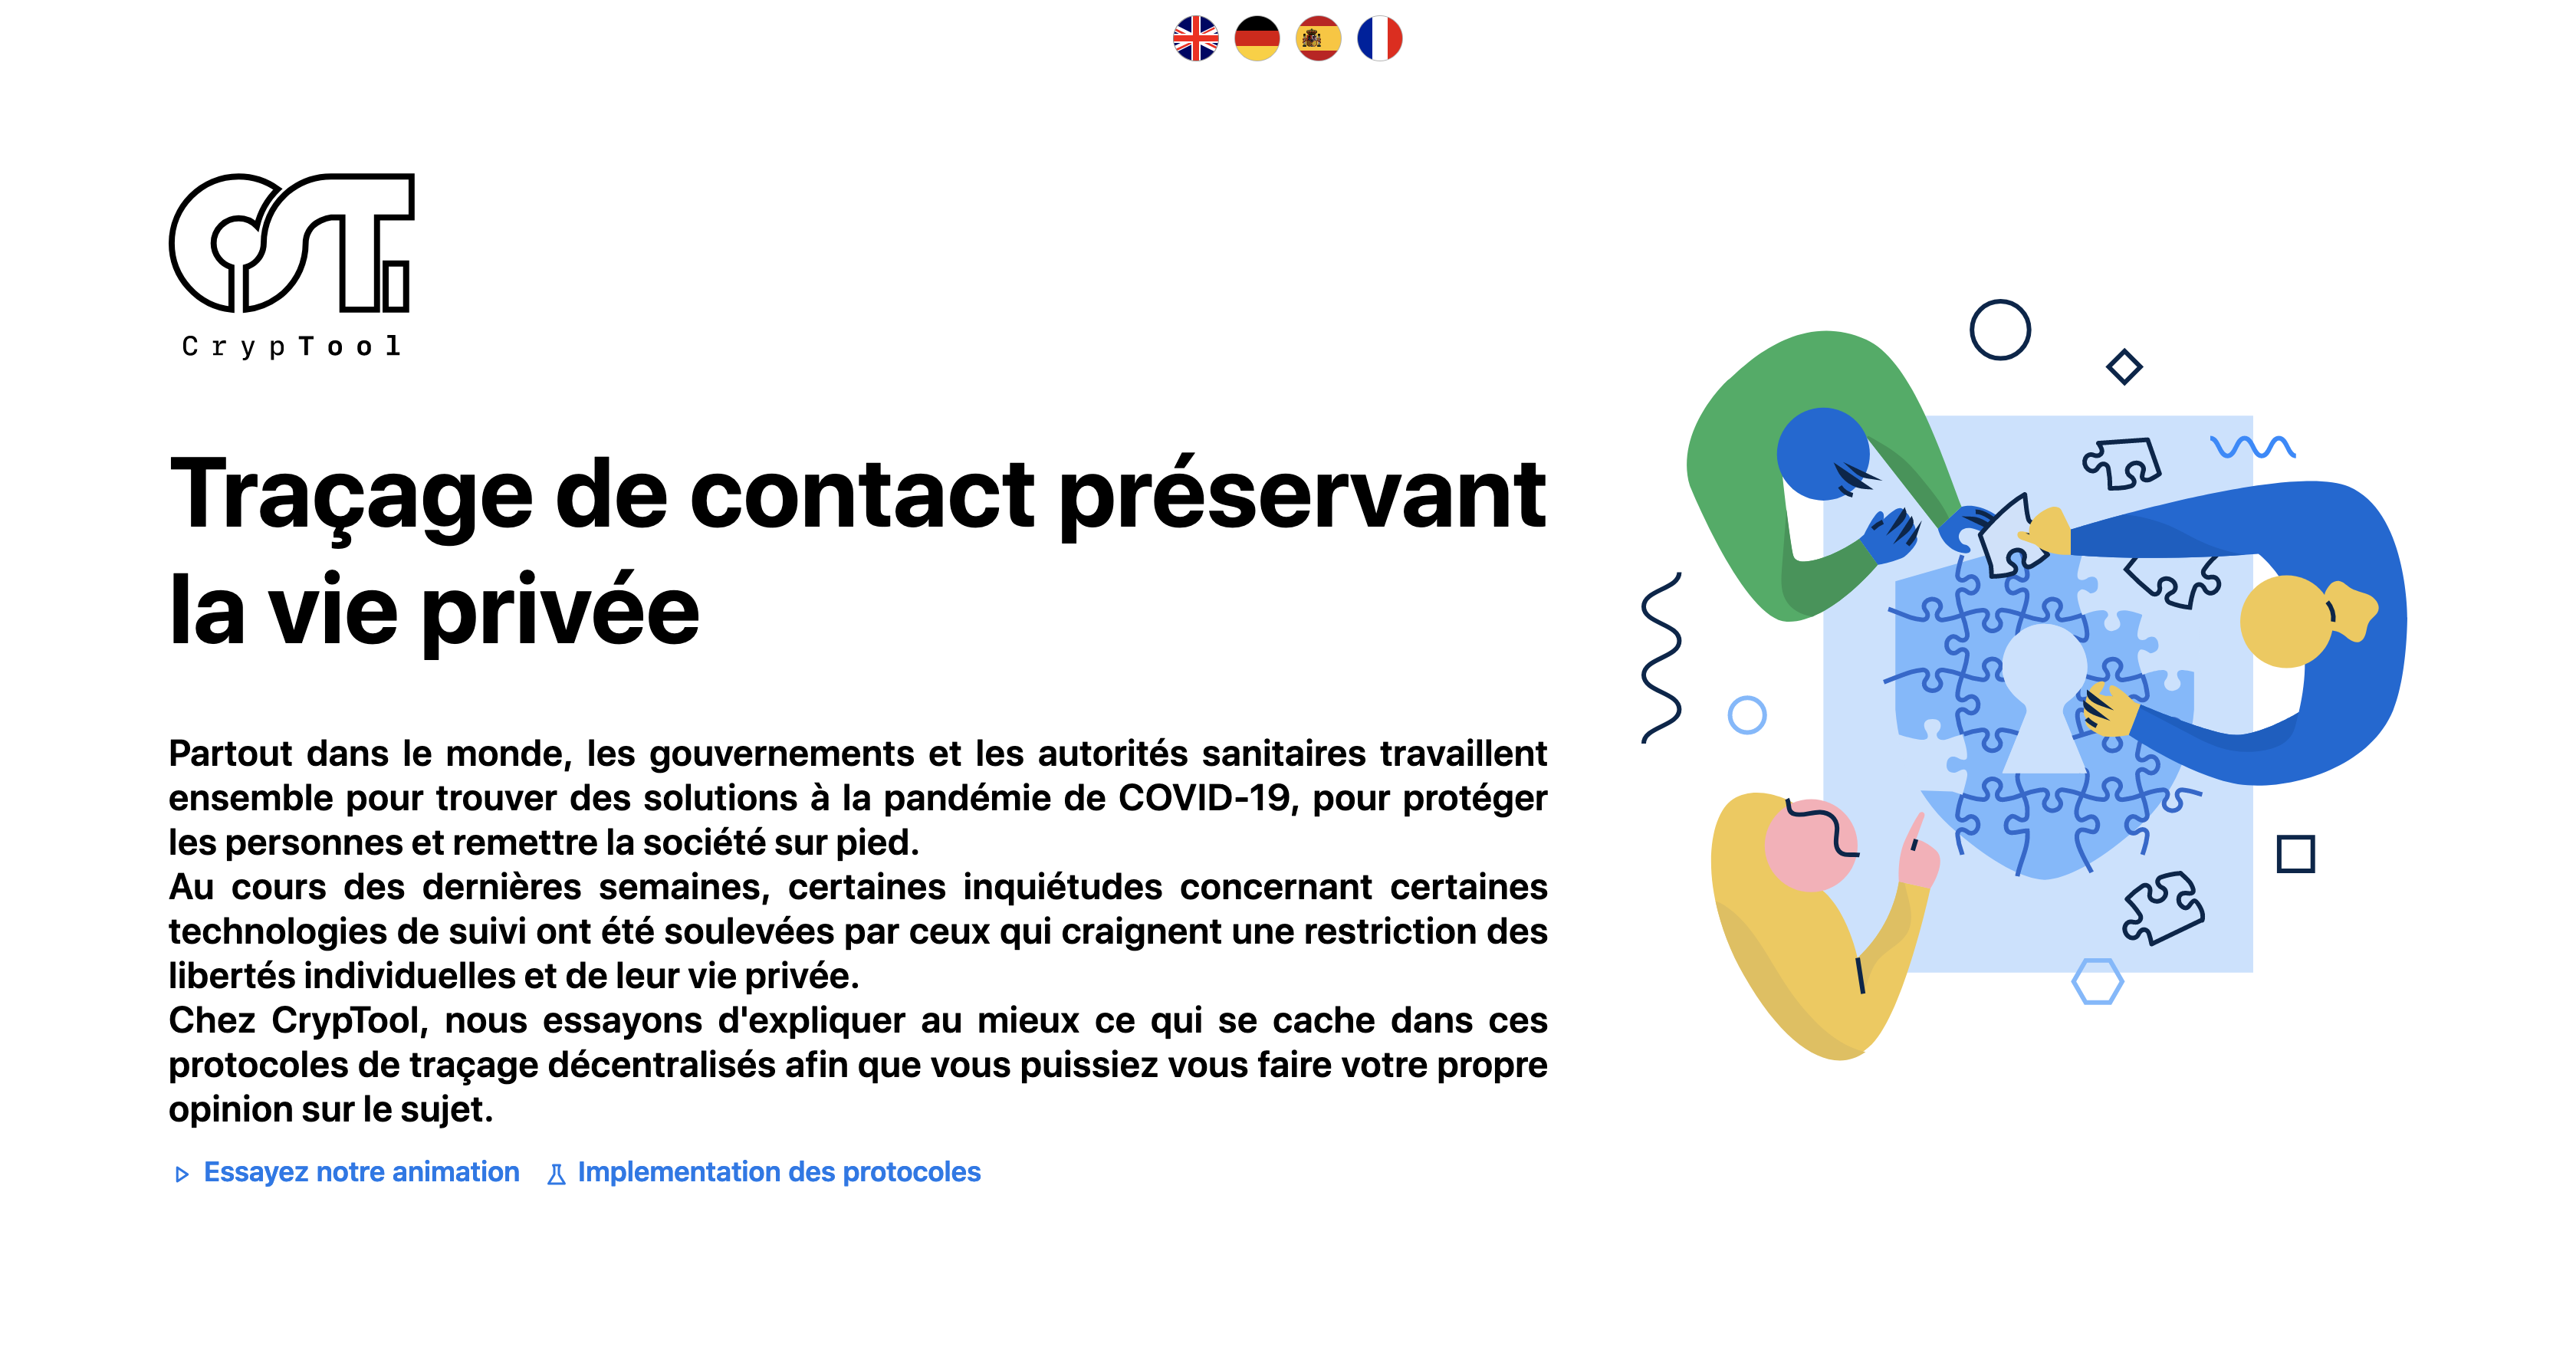 CrypTool
Traçage de contact préservant
la vie privée
Partout dans le monde, les gouvernements et les autorités sanitaires travaillent
ensemble pour trouver des solutions à la pandémie de COVID-19, pour protéger
les personnes et remettre la société sur pied.
Au cours des dernières semaines, certaines inquiétudes concernant certaines
technologies de suivi ont été soulevées par ceux qui craignent une restriction des
libertés individuelles et de leur vie privée.
Chez CrypTool, nous essayons d'expliquer au mieux ce qui se cache dans ces
protocoles de traçage décentralisés afin que vous puissiez vous faire votre propre
opinion sur le sujet.
Essayez notre animation Implementation des protocoles